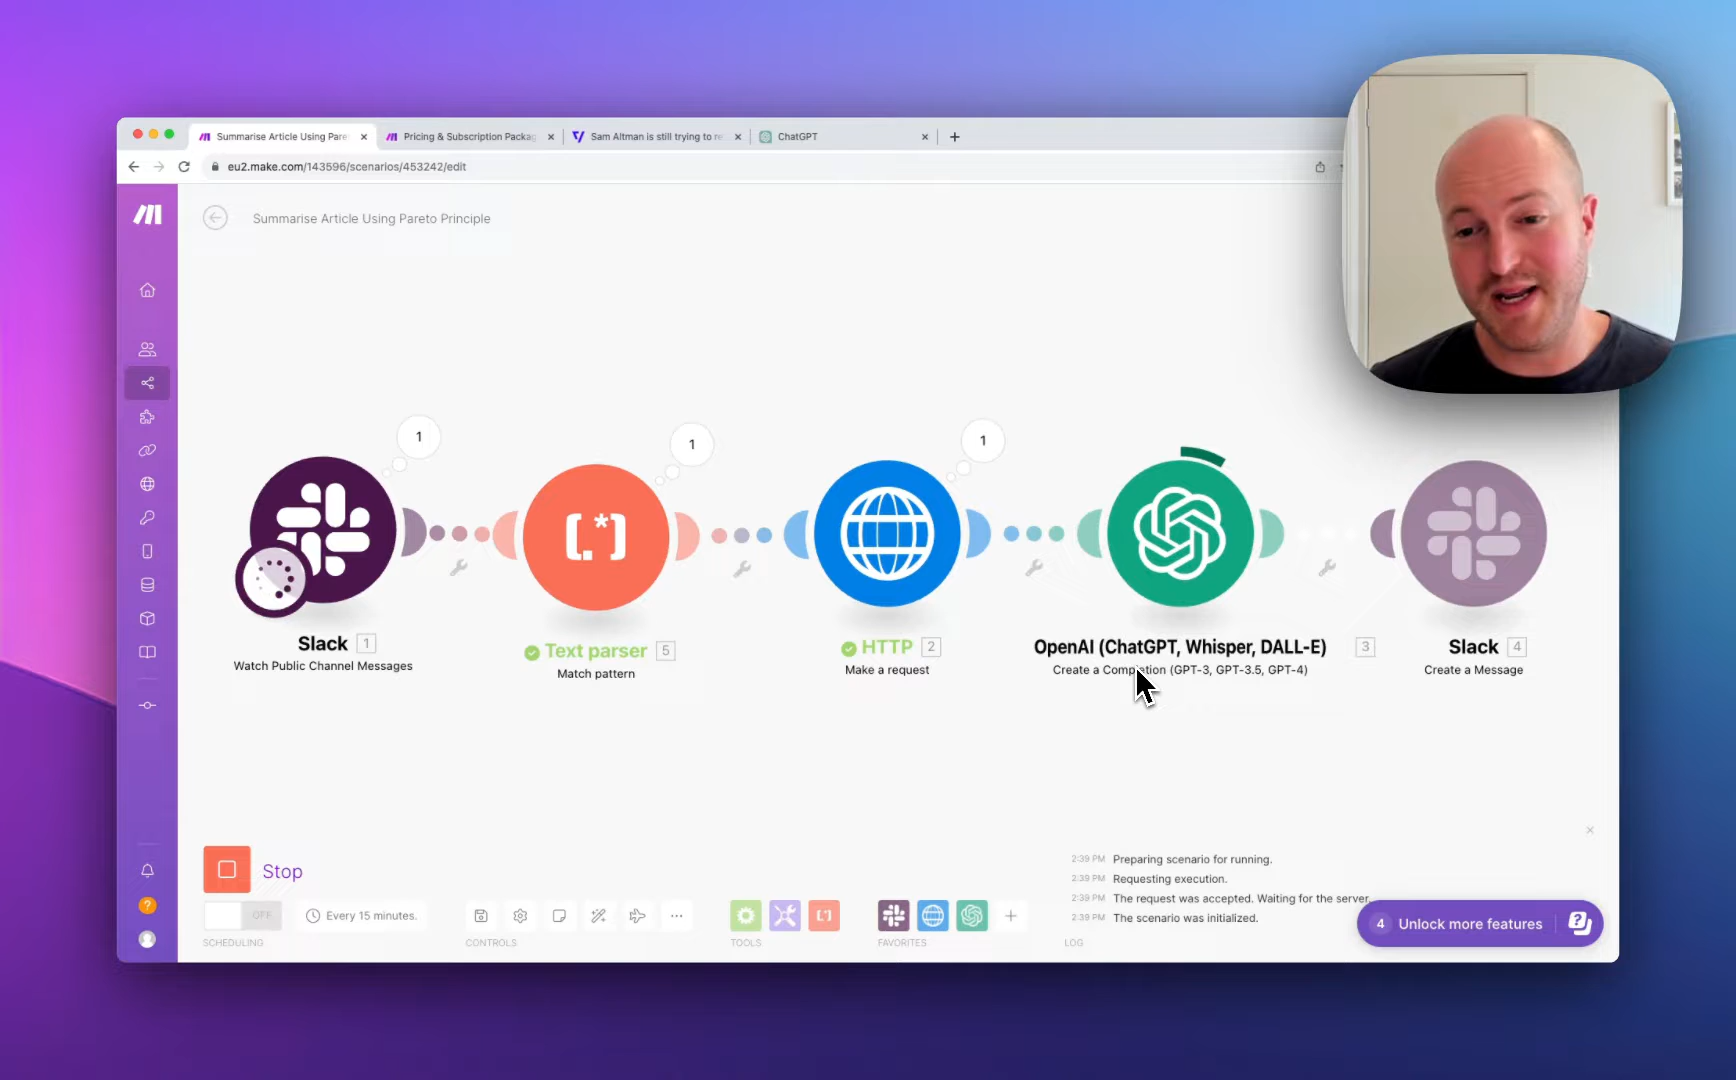 Summarise Article Using Pare
Pricing & Subscription Packag
Sam Altman is still trying to re
ChatGPT
eu2.make.com/143596/scenarios/453242/edit
Summarise Article Using Pareto Principle
1
1
1
[.*]
Slack 1
Watch Public Channel Messages
Text parser 5
Match pattern
HTTP 2
Make a request
OpenAI (ChatGPT, Whisper, DALL-E) 3
Create a Completion (GPT-3, GPT-3.5, GPT-4)
Slack 4
Create a Message
Stop
OFF
Every 15 minutes.
SCHEDULING
CONTROLS
TOOLS
FAVORITES
2:39 PM Preparing scenario for running.
2:39 PM Requesting execution.
2:39 PM The request was accepted. Waiting for the server.
2:39 PM The scenario was initialized.
LOG
4 Unlock more features